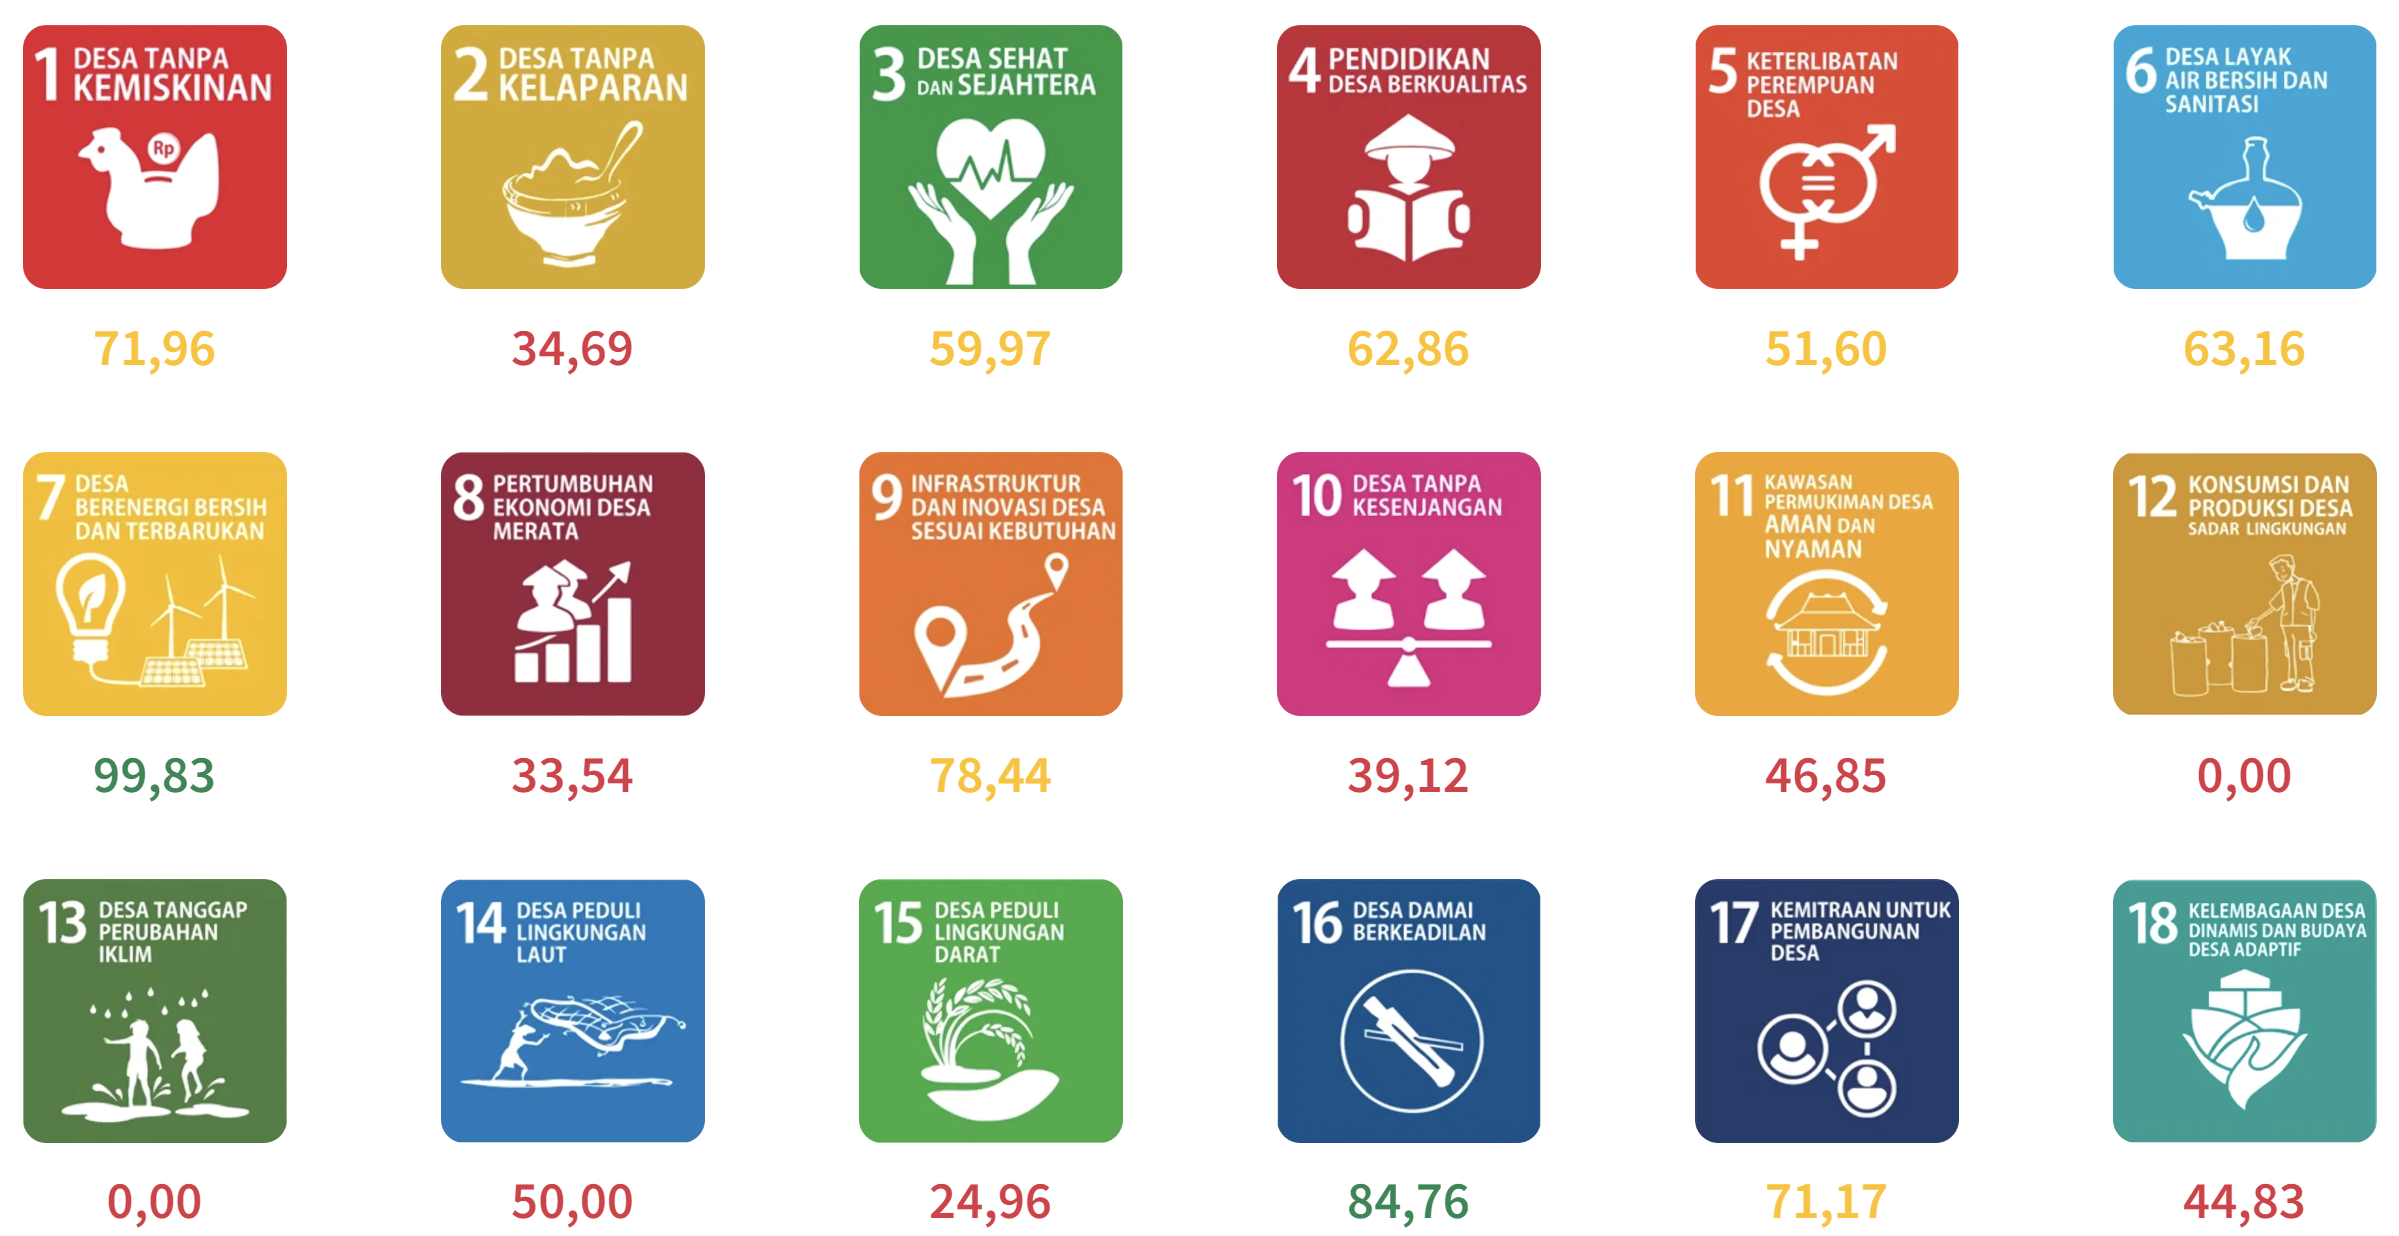 1 DESA TANPA
KEMISKINAN
Rp
71,96
2 DESA TANPA
KELAPARAN
34,69
3 DESA SEHAT
DAN SEJAHTERA
59,97
4 PENDIDIKAN
DESA BERKUALITAS
62,86
5 KETERLIBATAN
PEREMPUAN
DESA
51,60
6 DESA LAYAK
AIR BERSIH DAN
SANITASI
63,16
7 DESA
BERENERGI BERSIH
DAN TERBARUKAN
99,83
8 PERTUMBUHAN
EKONOMI DESA
MERATA
33,54
9 INFRASTRUKTUR
DAN INOVASI DESA
SESUAI KEBUTUHAN
78,44
10 DESA TANPA
KESENJANGAN
39,12
11 KAWASAN
PERMUKIMAN DESA
AMAN DAN
NYAMAN
46,85
12 KONSUMSI DAN
PRODUKSI DESA
SADAR LINGKUNGAN
0,00
13 DESA TANGGAP
PERUBAHAN
IKLIM
0,00
14 DESA PEDULI
LINGKUNGAN
LAUT
50,00
15 DESA PEDULI
LINGKUNGAN
DARAT
24,96
16 DESA DAMAI
BERKEADILAN
84,76
17 KEMITRAAN UNTUK
PEMBANGUNAN
DESA
71,17
18 KELEMBAGAAN DESA
DINAMIS DAN BUDAYA
DESA ADAPTIF
44,83